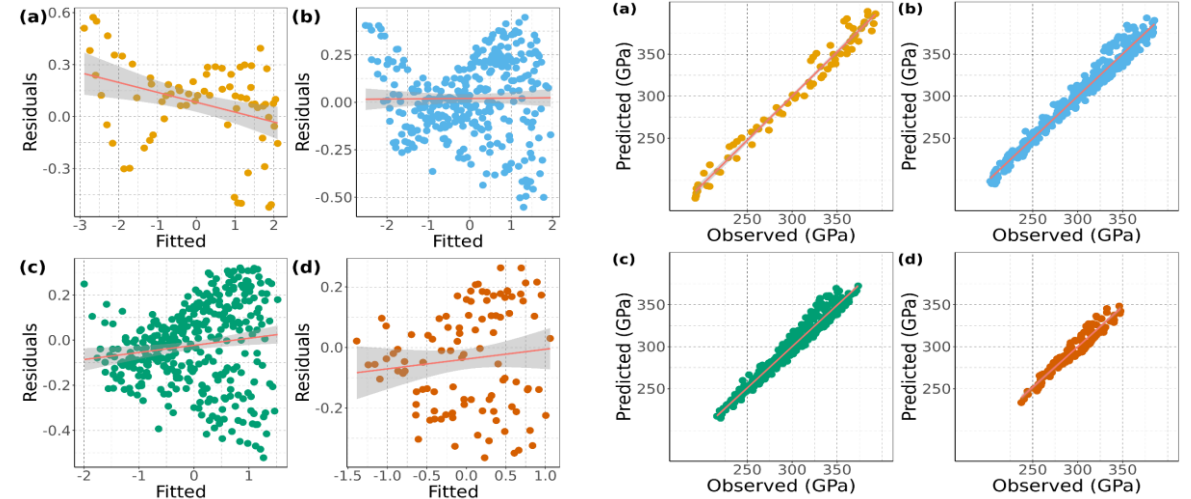 (a)
Residuals
0.6
0.3
0.0
-0.3
-3 -2 -1 0 1 2
Fitted
(b)
Residuals
0.25
0.00
-0.25
-0.50
-2 -1 0 1 2
Fitted
(a)
Predicted (GPa)
350
300
250
250 300 350
Observed (GPa)
(b)
Predicted (GPa)
350
300
250
250 300 350
Observed (GPa)
(c)
Residuals
0.2
0.0
-0.2
-0.4
-2 -1 0 1
Fitted
(d)
Residuals
0.2
0.0
-0.2
-1.5 -1.0 -0.5 0.0 0.5 1.0
Fitted
(c)
Predicted (GPa)
350
300
250
250 300 350
Observed (GPa)
(d)
Predicted (GPa)
350
300
250
250 300 350
Observed (GPa)